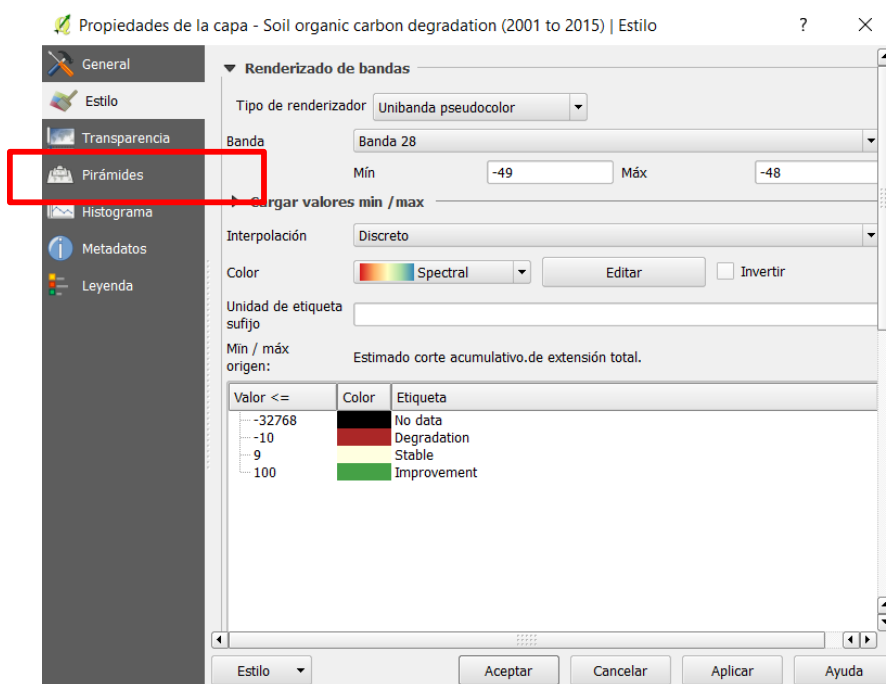 Propiedades de la capa - Soil organic carbon degradation (2001 to 2015) | Estilo ?
General
Estilo
Transparencia
Pirámides
Histograma
Metadatos
Leyenda
Renderizado de bandas
Tipo de renderizador Unibanda pseudocolor
Banda Banda 28
Mín -49 Máx -48
Cargar valores min / max
Interpolación Discreto
Color Spectral Editar Invertir
Unidad de etiqueta
sufijo
Mïn / máx
origen:
Estimado corte acumulativo.de extensión total.
Valor <= Color Etiqueta
-32768 No data
-10 Degradation
9 Stable
100 Improvement
Estilo Aceptar Cancelar Aplicar Ayuda